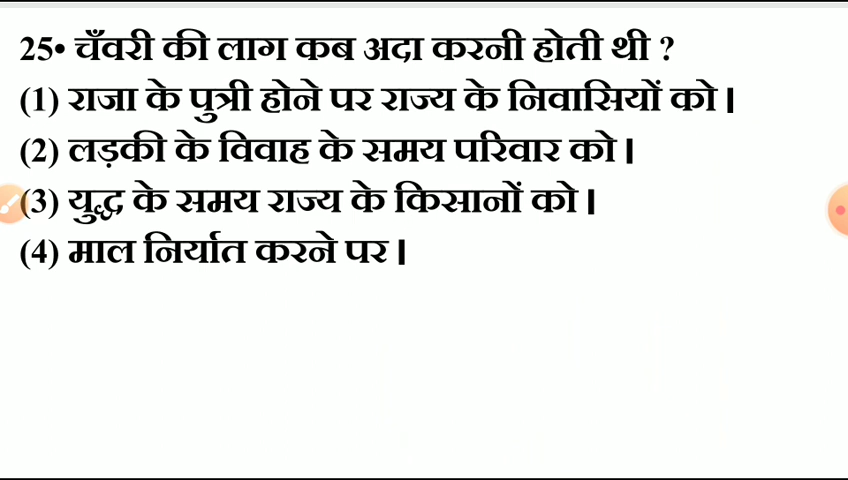 25• चँवरी की लाग कब अदा करनी होती थी ?
(1) राजा के पुत्री होने पर राज्य के निवासियों को।
(2) लड़की के विवाह के समय परिवार को।
(3) युद्ध के समय राज्य के किसानों को।
(4) माल निर्यात करने पर।